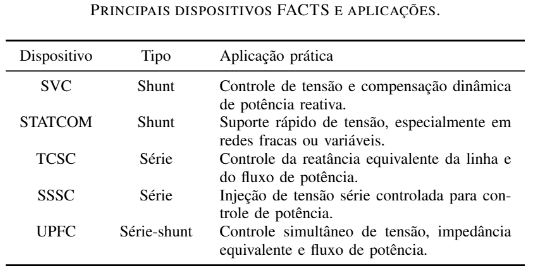 PRINCIPAIS DISPOSITIVOS FACTS E APLICAÇÕES.
Dispositivo Tipo Aplicação prática
SVC Shunt Controle de tensão e compensação dinâmica
de potência reativa.
STATCOM Shunt Suporte rápido de tensão, especialmente em
redes fracas ou variáveis.
TCSC Série Controle da reatância equivalente da linha e
do fluxo de potência.
SSSC Série Injeção de tensão série controlada para con-
trole de potência.
UPFC Série-shunt Controle simultâneo de tensão, impedância
equivalente e fluxo de potência.